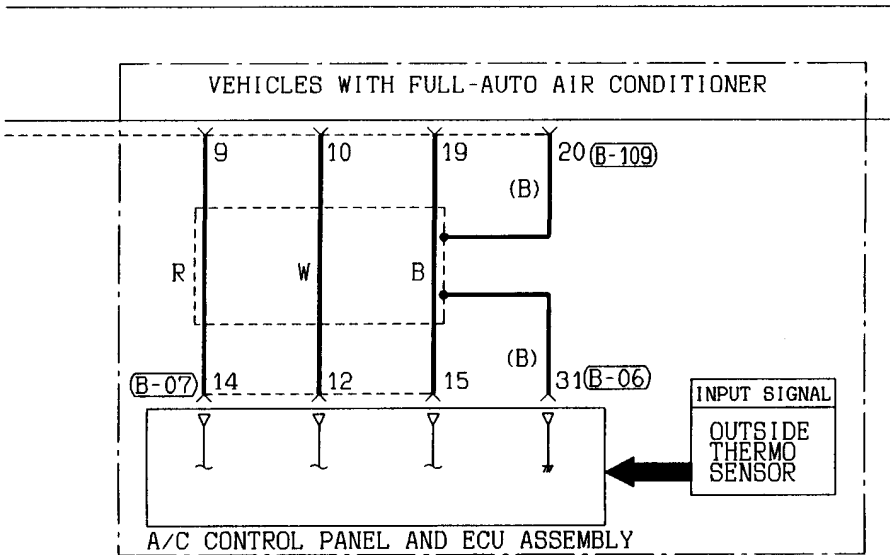 VEHICLES WITH FULL-AUTO AIR CONDITIONER
9 10 19 20 B-109
(B)
R W B
(B)
B-07 14 12 15 31 B-06
INPUT SIGNAL
OUTSIDE
THERMO
SENSOR
A/C CONTROL PANEL AND ECU ASSEMBLY